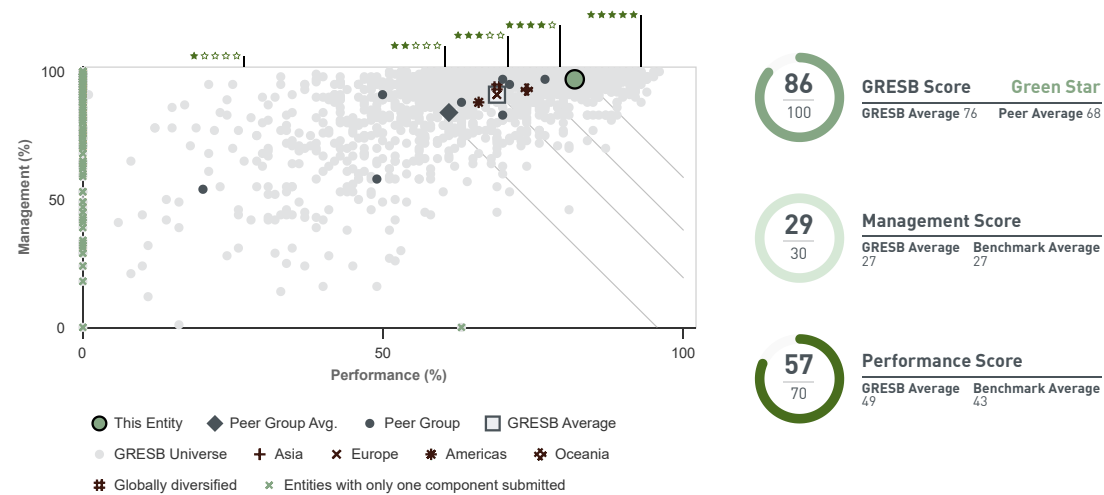 100
50
0
Management (%)
0
50
100
Performance (%)
This Entity
Peer Group Avg.
Peer Group
GRESB Average
GRESB Universe
Asia
Europe
Americas
Oceania
Globally diversified
Entities with only one component submitted
86
100
GRESB Score
Green Star
GRESB Average 76
Peer Average 68
29
30
Management Score
GRESB Average
27
Benchmark Average
27
57
70
Performance Score
GRESB Average
49
Benchmark Average
43